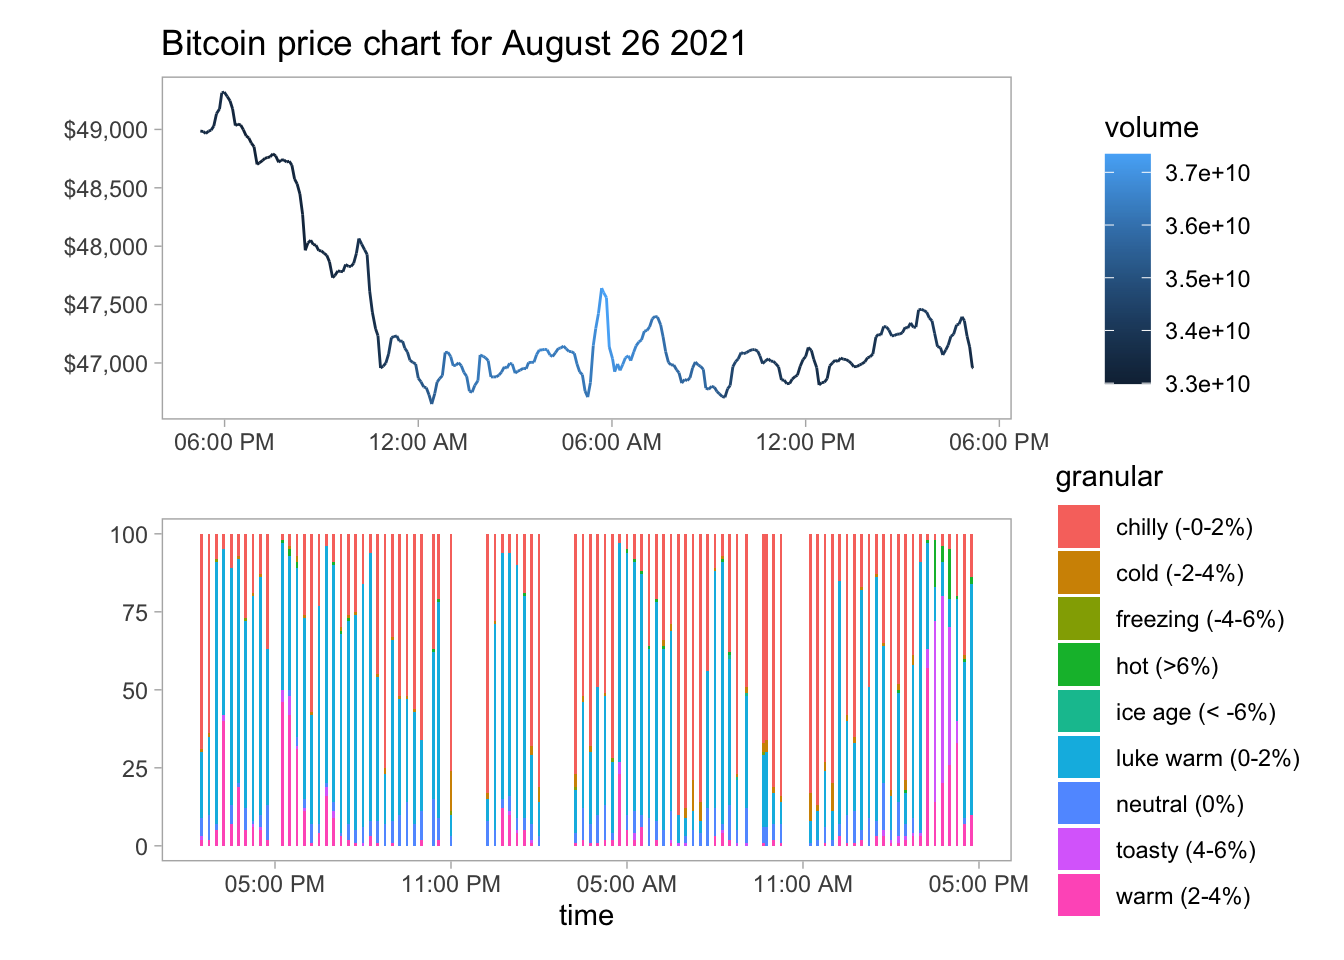 Bitcoin price chart for August 26 2021
$49,000
$48,500
$48,000
$47,500
$47,000
06:00 PM
12:00 AM
06:00 AM
12:00 PM
06:00 PM
volume
3.7e+10
3.6e+10
3.5e+10
3.4e+10
3.3e+10
100
75
50
25
0
05:00 PM
11:00 PM
05:00 AM
11:00 AM
05:00 PM
time
granular
chilly (-0-2%)
cold (-2-4%)
freezing (-4-6%)
hot (>6%)
ice age (< -6%)
luke warm (0-2%)
neutral (0%)
toasty (4-6%)
warm (2-4%)